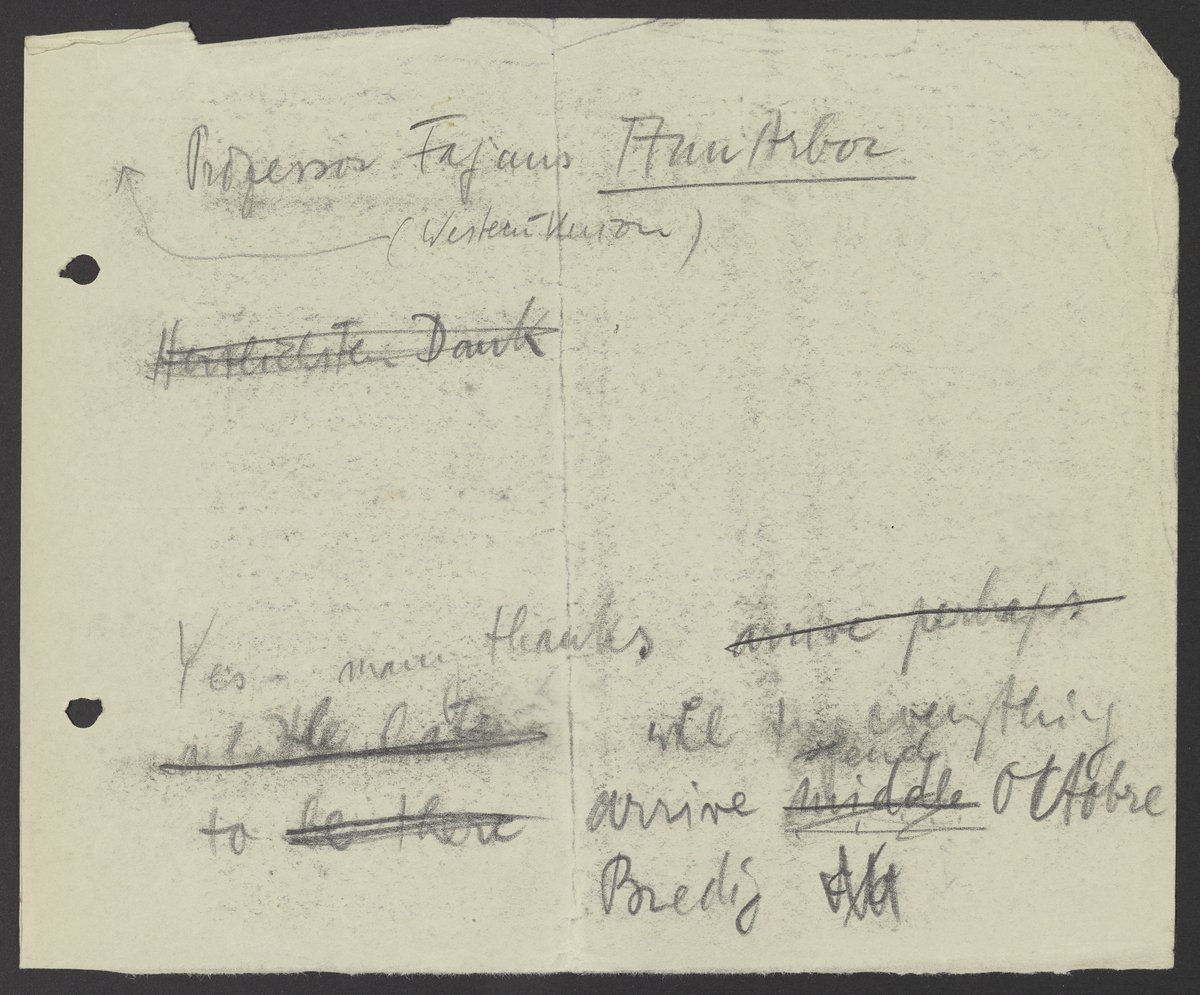 Professor Fajans Ann Arbor
(Western Union)
Herzlichsten Dank
Yes many thanks arrive perhaps
a little later will try everything
to be there arrive middle end Octobre
Bredig